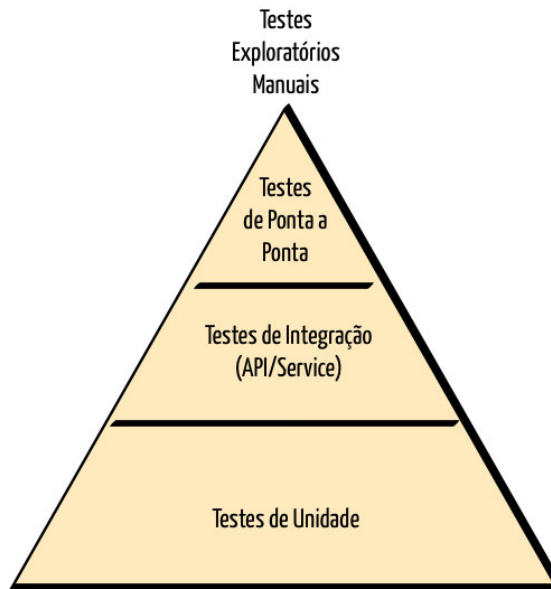 Testes
Exploratórios
Manuais
Testes
de Ponta a
Ponta
Testes de Integração
(API/Service)
Testes de Unidade